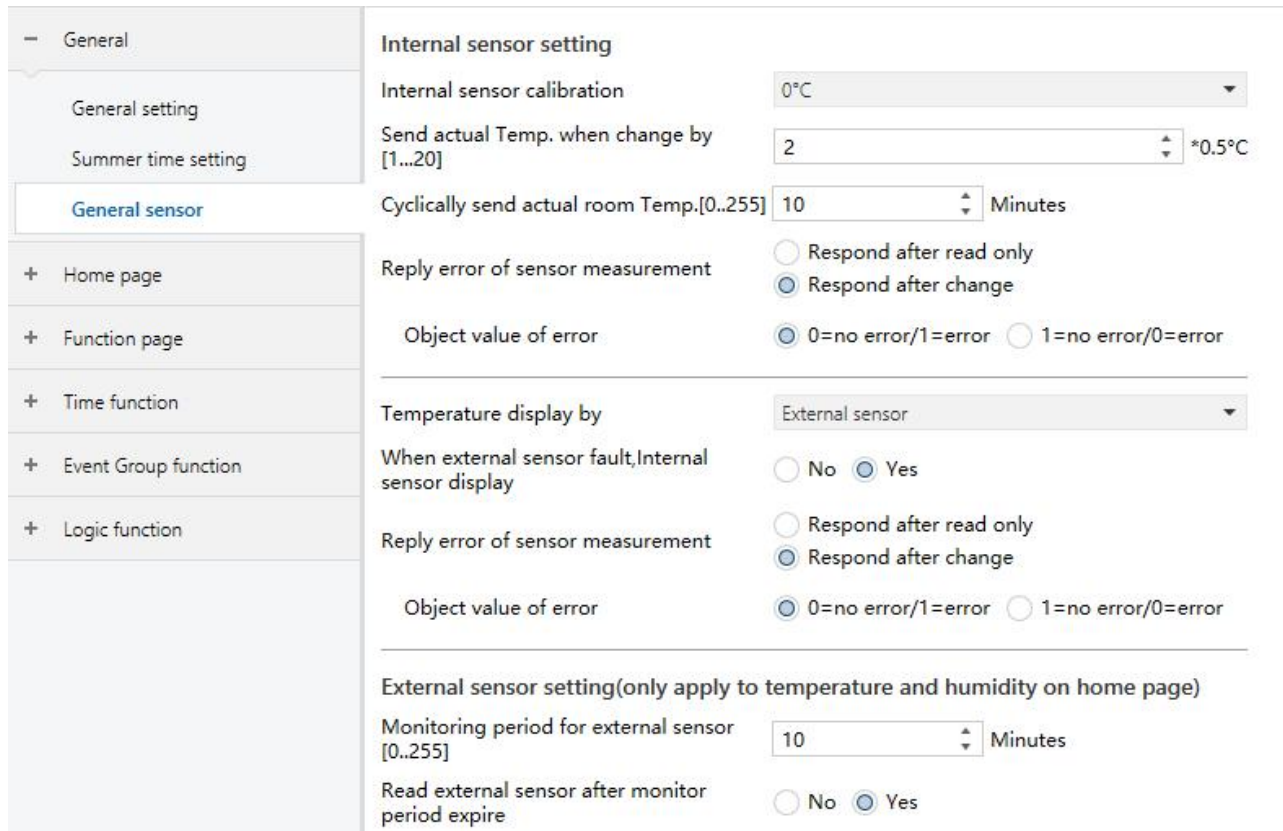 General
General setting
Summer time setting
General sensor
Home page
Function page
Time function
Event Group function
Logic function
Internal sensor setting
Internal sensor calibration
0°C
Send actual Temp. when change by
[1...20]
2
*0.5°C
Cyclically send actual room Temp.[0..255]
10
Minutes
Reply error of sensor measurement
Respond after read only
Respond after change
Object value of error
0=no error/1=error
1=no error/0=error
Temperature display by
External sensor
When external sensor fault,Internal
sensor display
No
Yes
Reply error of sensor measurement
Respond after read only
Respond after change
Object value of error
0=no error/1=error
1=no error/0=error
External sensor setting(only apply to temperature and humidity on home page)
Monitoring period for external sensor
[0..255]
10
Minutes
Read external sensor after monitor
period expire
No
Yes